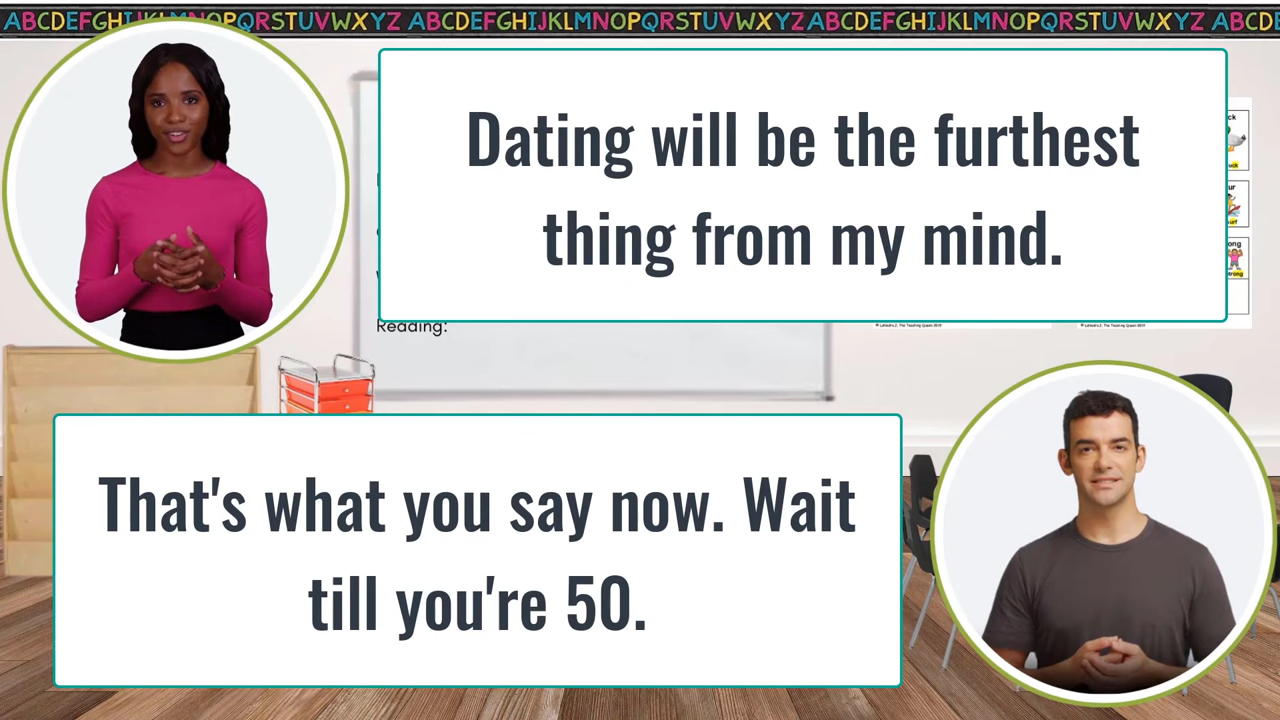 ABCDEFGHIJKLMNOPQRSTUVWXYZ ABCDEFGHIJKLMNOPQRSTUVWXYZ ABCDEFGHIJKLMNOPQRSTUVWXYZ ABCDE
Dating will be the furthest
thing from my mind.
Reading:
That's what you say now. Wait
till you're 50.